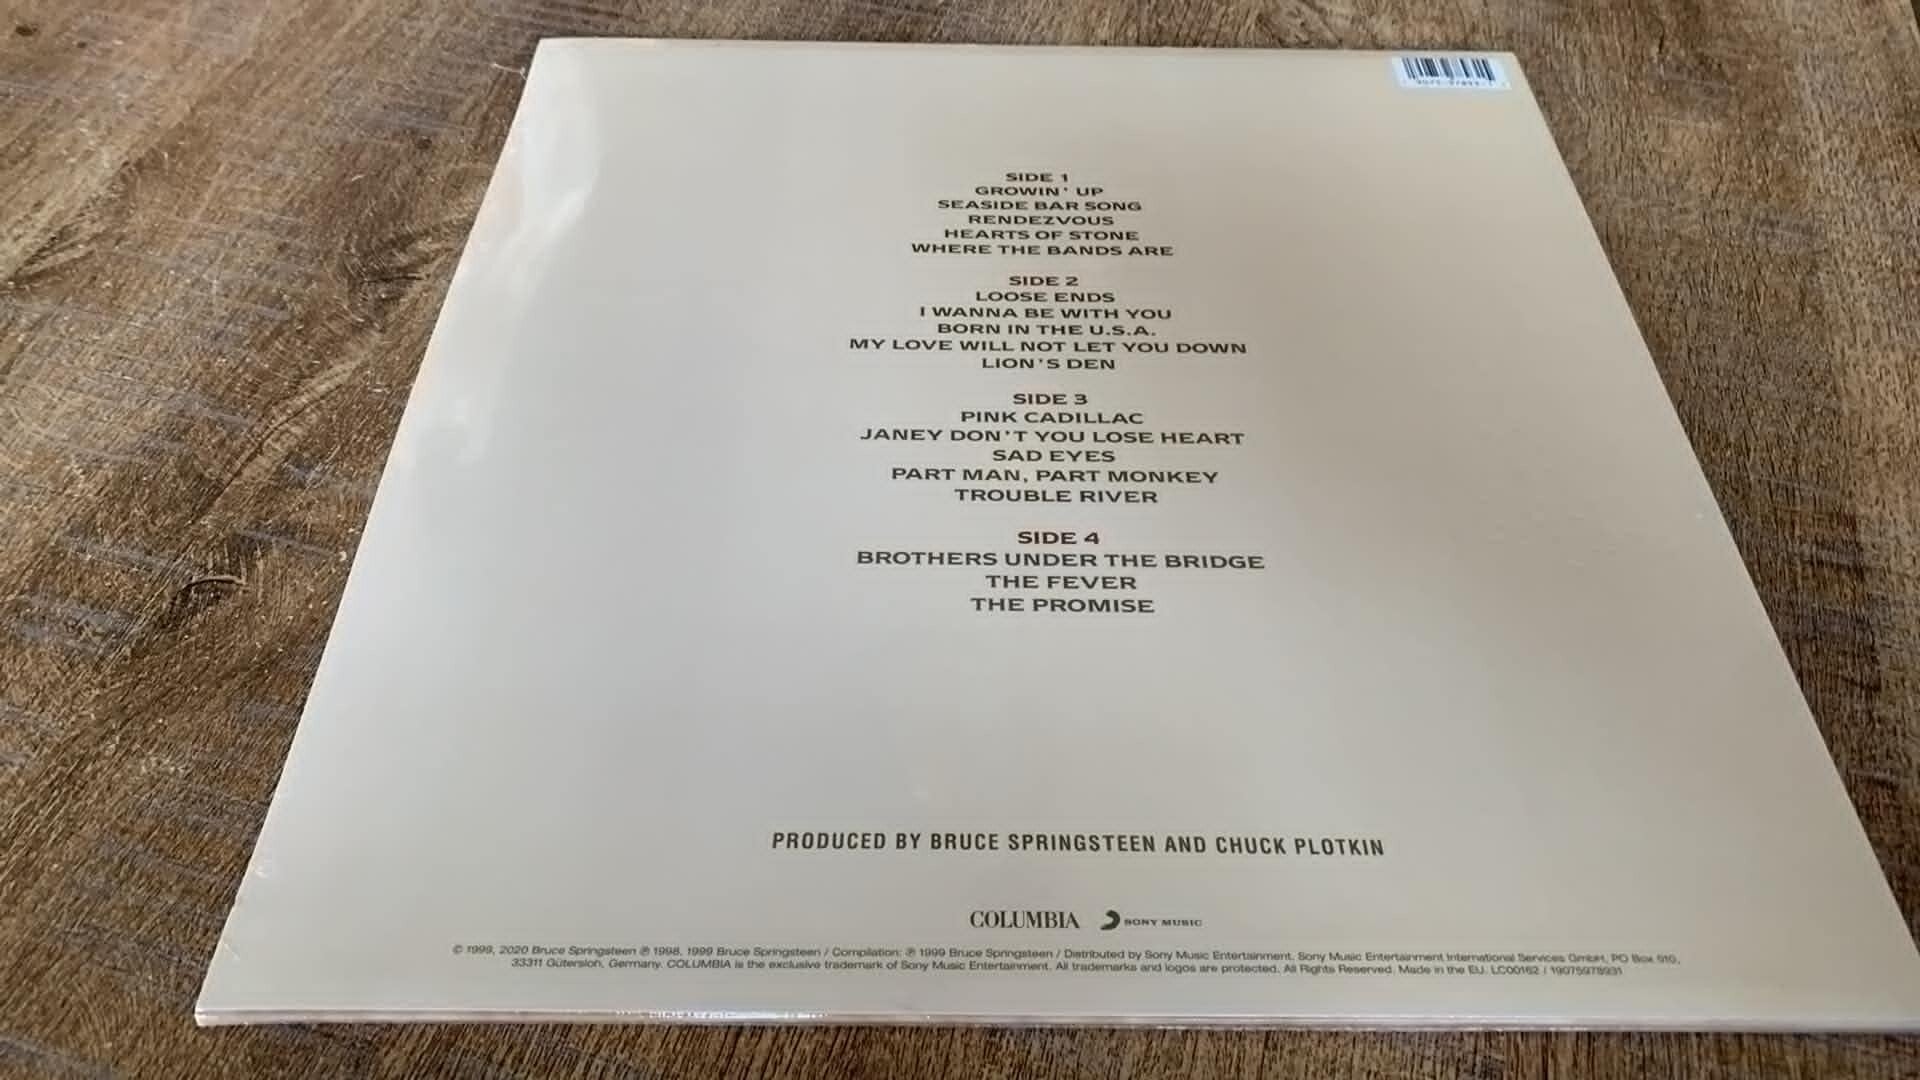 SIDE 1
GROWIN' UP
SEASIDE BAR SONG
RENDEZVOUS
HEARTS OF STONE
WHERE THE BANDS ARE
SIDE 2
LOOSE ENDS
I WANNA BE WITH YOU
BORN IN THE U.S.A.
MY LOVE WILL NOT LET YOU DOWN
LION'S DEN
SIDE 3
PINK CADILLAC
JANEY DON'T YOU LOSE HEART
SAD EYES
PART MAN, PART MONKEY
TROUBLE RIVER
SIDE 4
BROTHERS UNDER THE BRIDGE
THE FEVER
THE PROMISE
PRODUCED BY BRUCE SPRINGSTEEN AND CHUCK PLOTKIN
COLUMBIA SONY MUSIC
© 1999, 2020 Bruce Springsteen ℗ 1998, 1999 Bruce Springsteen / Compilation: ℗ 1999 Bruce Springsteen / Distributed by Sony Music Entertainment. Sony Music Entertainment International Services GmbH, PO Box 510,
33311 Gütersloh, Germany. COLUMBIA is the exclusive trademark of Sony Music Entertainment. All trademarks and logos are protected. All Rights Reserved. Made in the EU. LC00162 / 19075978931